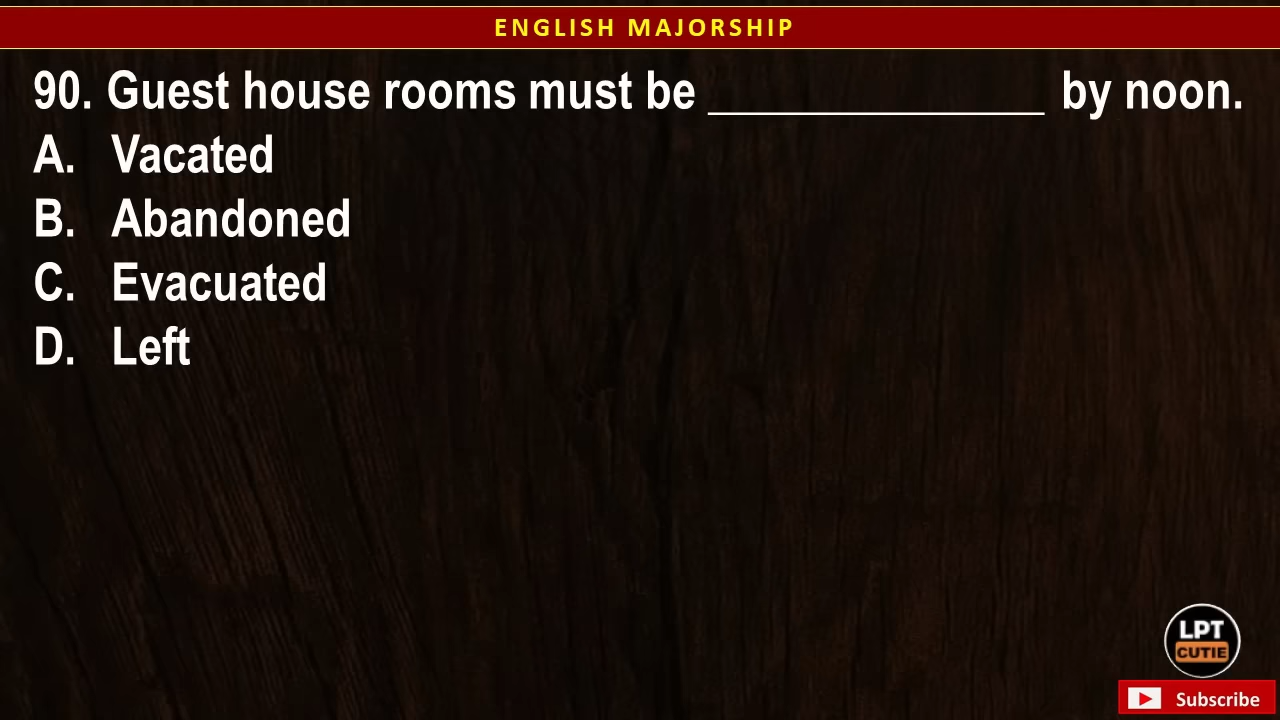 ENGLISH MAJORSHIP
90. Guest house rooms must be ______________ by noon.
A. Vacated
B. Abandoned
C. Evacuated
D. Left
LPT
CUTIE
Subscribe